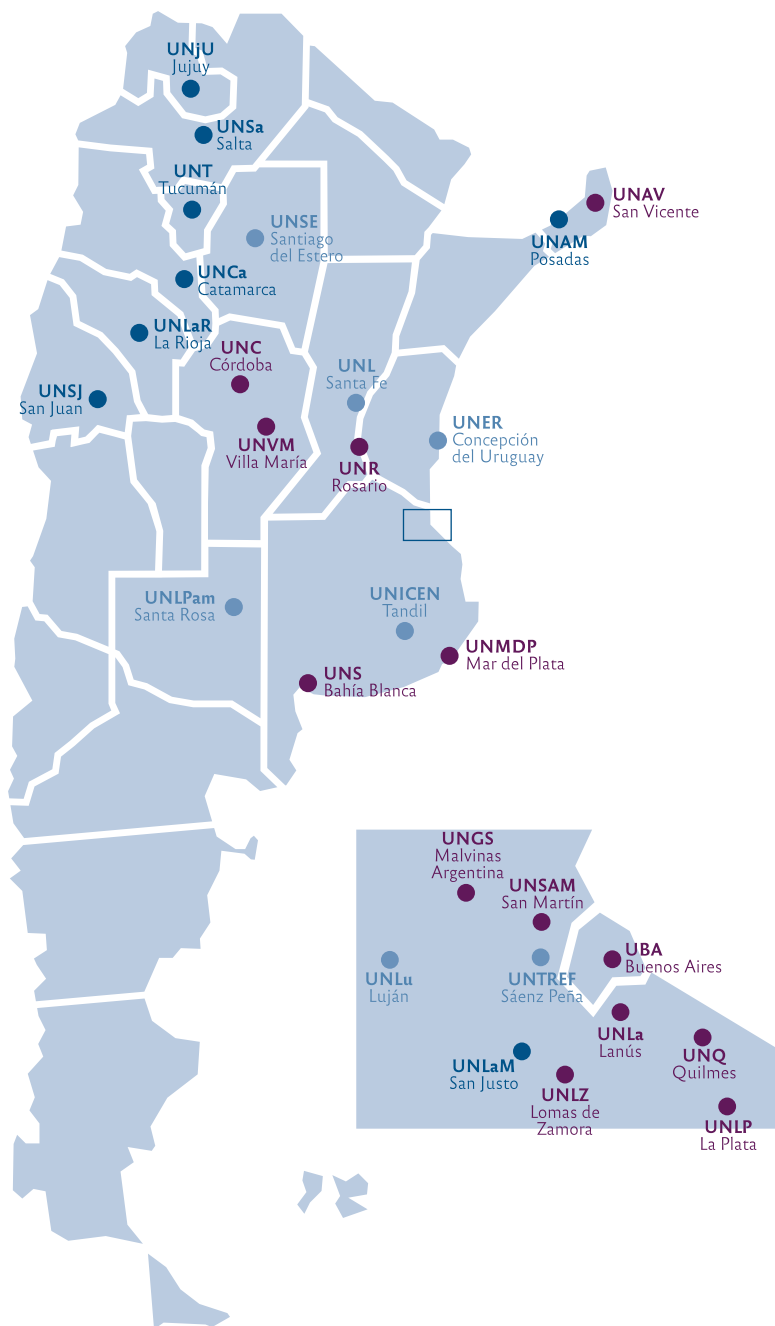 UNjU
Jujuy
UNSa
Salta
UNT
Tucumán
UNAV
San Vicente
UNSE
Santiago
del Estero
UNAM
Posadas
UNCa
Catamarca
UNLaR
La Rioja
UNC
Córdoba
UNL
Santa Fe
UNSJ
San Juan
UNER
Concepción
del Uruguay
UNVM
Villa María
UNR
Rosario
UNLPam
Santa Rosa
UNICEN
Tandil
UNMDP
Mar del Plata
UNS
Bahía Blanca
UNGS
Malvinas
Argentina
UNSAM
San Martín
UBA
Buenos Aires
UNLu
Luján
UNTREF
Sáenz Peña
UNLa
Lanús
UNQ
Quilmes
UNLaM
San Justo
UNLZ
Lomas de
Zamora
UNLP
La Plata